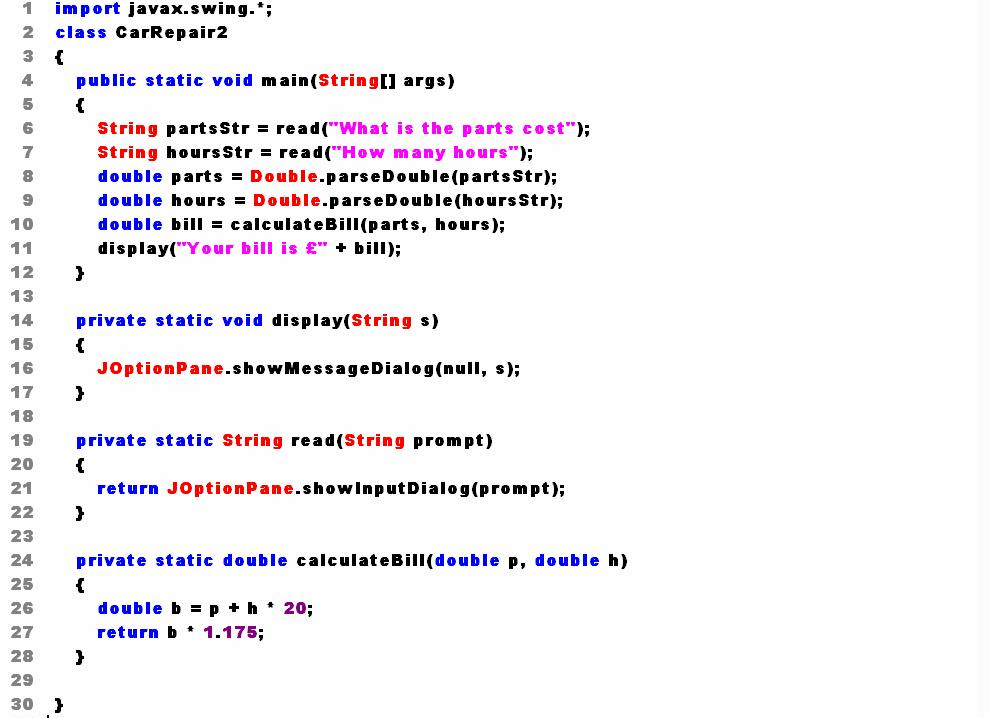 1 import javax.swing.*;
2 class CarRepair2
3 {
4 public static void main(String[] args)
5 {
6 String partsStr = read("What is the parts cost");
7 String hoursStr = read("How many hours");
8 double parts = Double.parseDouble(partsStr);
9 double hours = Double.parseDouble(hoursStr);
10 double bill = calculateBill(parts, hours);
11 display("Your bill is £" + bill);
12 }
13
14 private static void display(String s)
15 {
16 JOptionPane.showMessageDialog(null, s);
17 }
18
19 private static String read(String prompt)
20 {
21 return JOptionPane.showInputDialog(prompt);
22 }
23
24 private static double calculateBill(double p, double h)
25 {
26 double b = p + h * 20;
27 return b * 1.175;
28 }
29
30 }